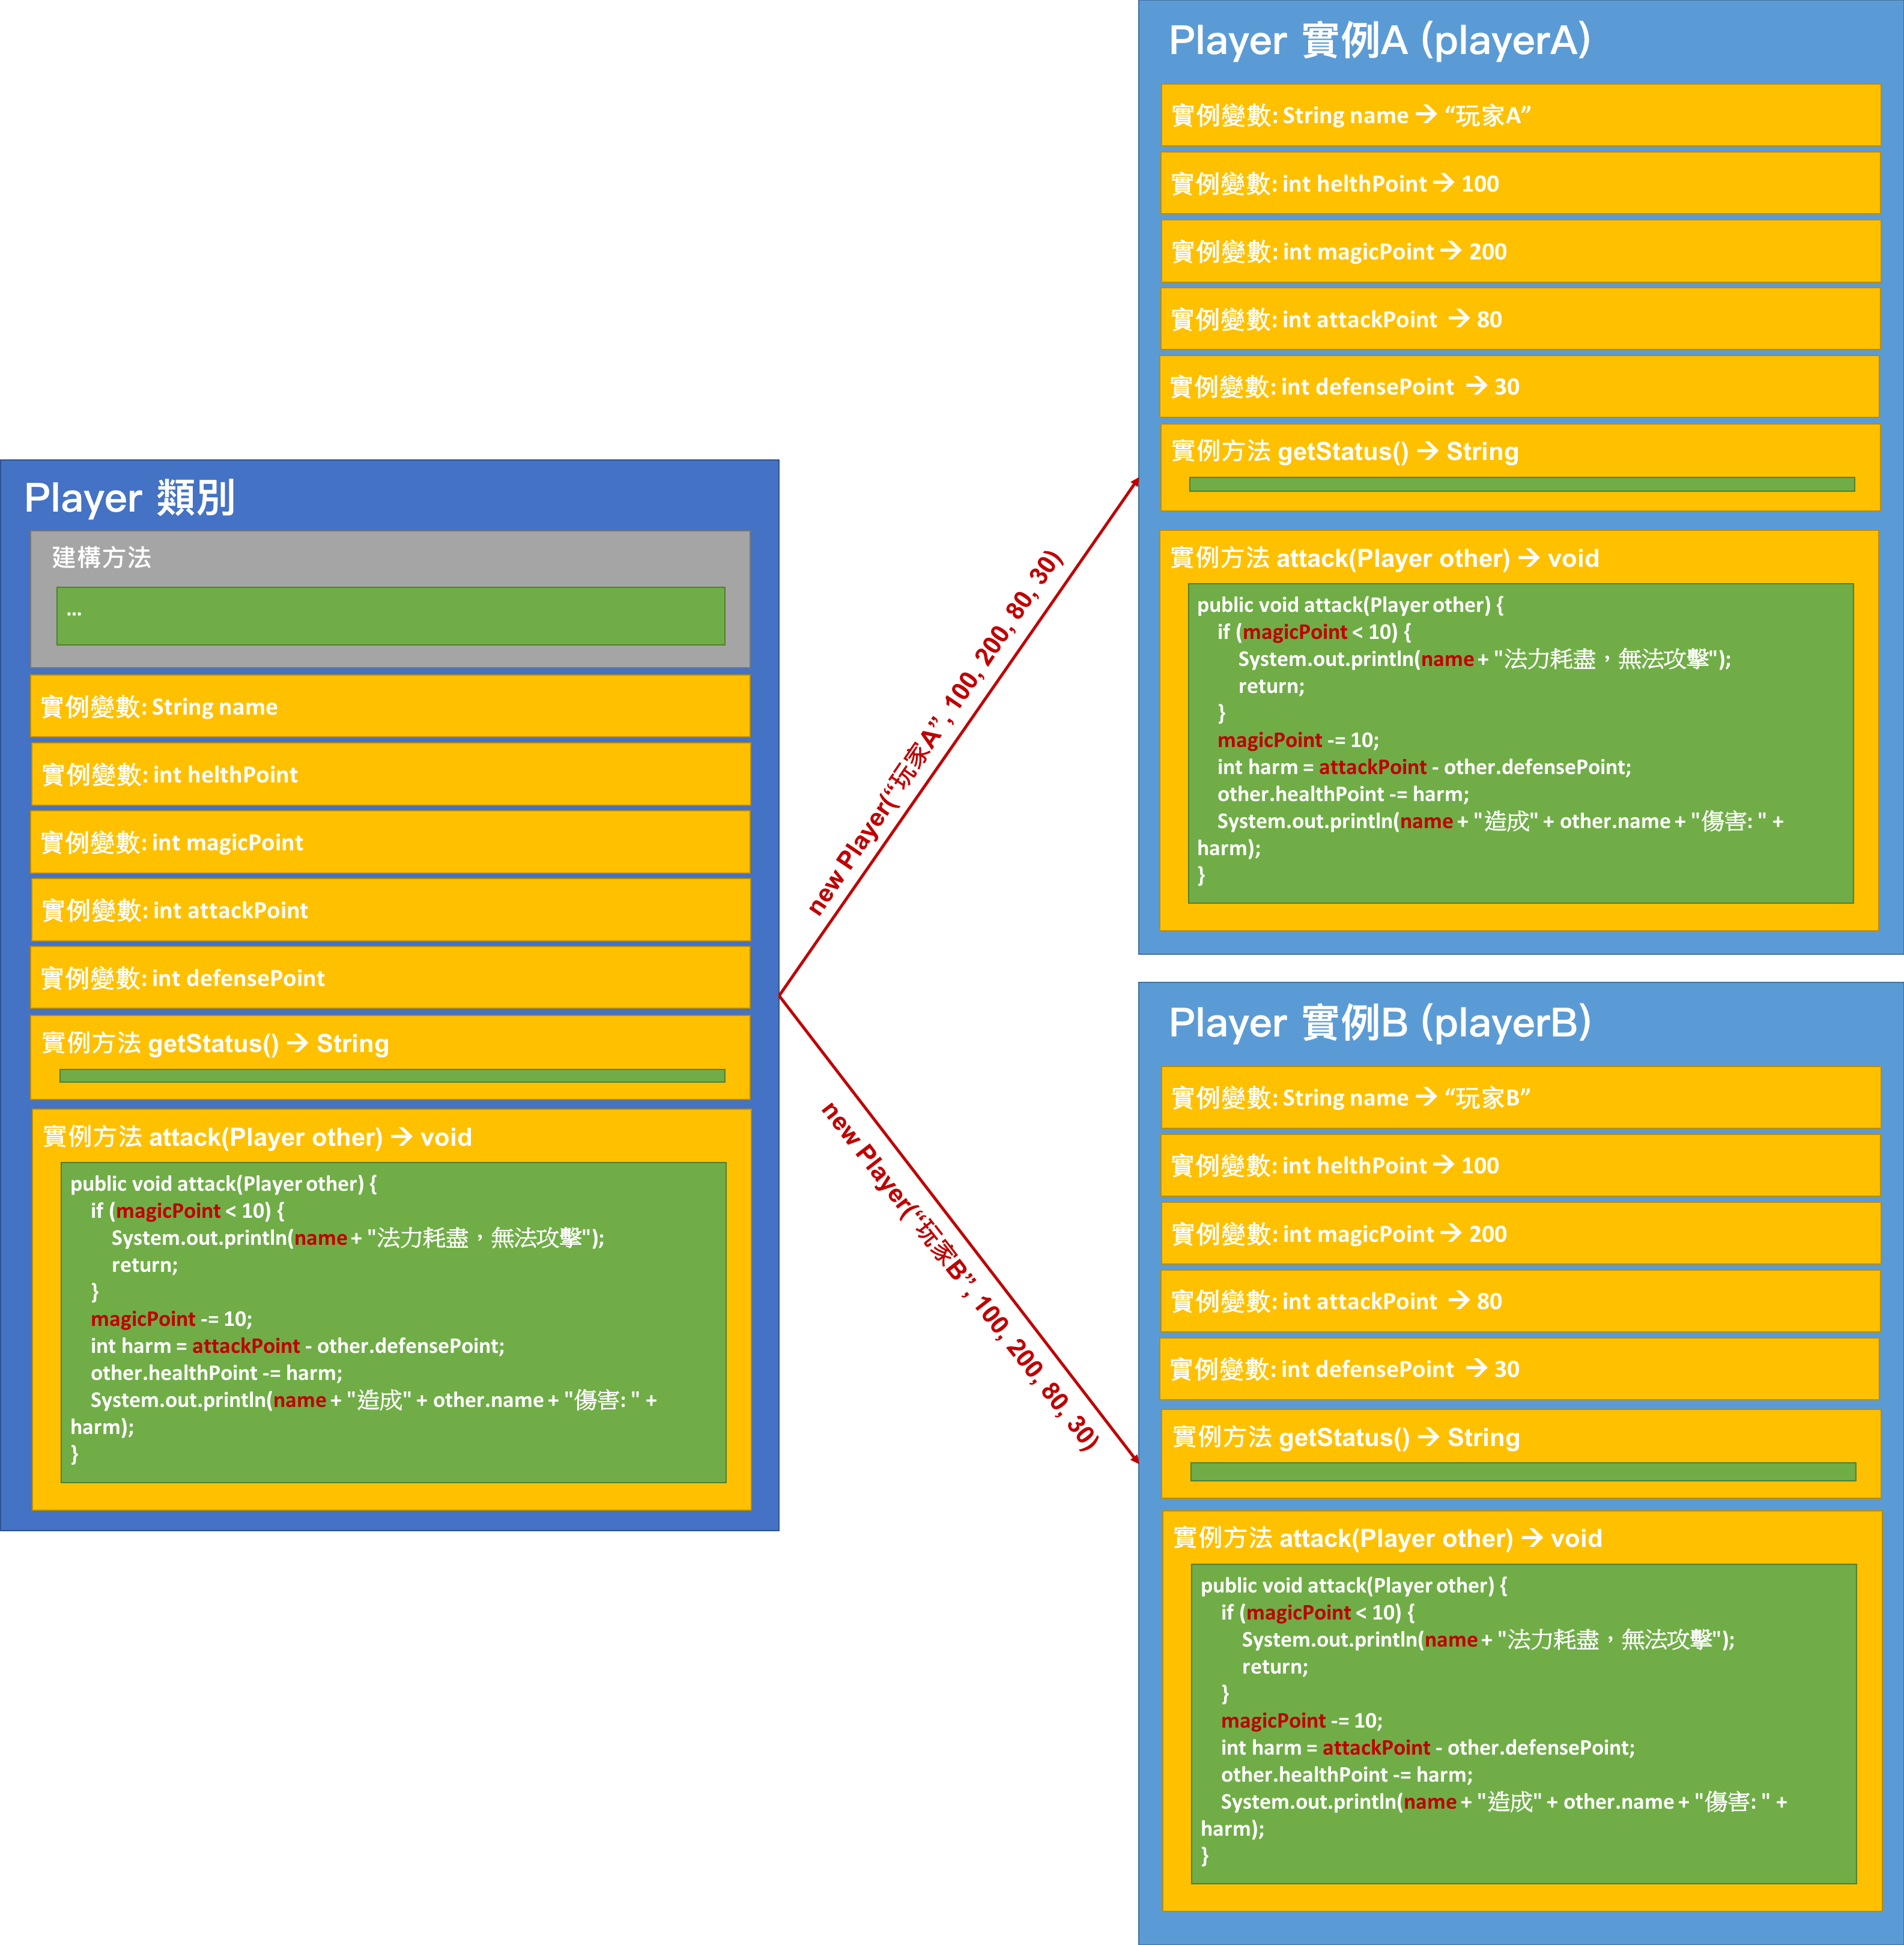 Player 類別
建構方法
...
實例變數: String name
實例變數: int helthPoint
實例變數: int magicPoint
實例變數: int attackPoint
實例變數: int defensePoint
實例方法 getStatus() → String
實例方法 attack(Player other) → void
public void attack(Player other) {
if (magicPoint < 10) {
System.out.println(name + "法力耗盡，無法攻擊");
return;
}
magicPoint -= 10;
int harm = attackPoint - other.defensePoint;
other.healthPoint -= harm;
System.out.println(name + "造成" + other.name + "傷害: " +
harm);
}
new Player(“玩家A”, 100, 200, 80, 30)
new Player(“玩家B”, 100, 200, 80, 30)
Player 實例A (playerA)
實例變數: String name → “玩家A”
實例變數: int helthPoint → 100
實例變數: int magicPoint → 200
實例變數: int attackPoint → 80
實例變數: int defensePoint → 30
實例方法 getStatus() → String
實例方法 attack(Player other) → void
public void attack(Player other) {
if (magicPoint < 10) {
System.out.println(name + "法力耗盡，無法攻擊");
return;
}
magicPoint -= 10;
int harm = attackPoint - other.defensePoint;
other.healthPoint -= harm;
System.out.println(name + "造成" + other.name + "傷害: " +
harm);
}
Player 實例B (playerB)
實例變數: String name → “玩家B”
實例變數: int helthPoint → 100
實例變數: int magicPoint → 200
實例變數: int attackPoint → 80
實例變數: int defensePoint → 30
實例方法 getStatus() → String
實例方法 attack(Player other) → void
public void attack(Player other) {
if (magicPoint < 10) {
System.out.println(name + "法力耗盡，無法攻擊");
return;
}
magicPoint -= 10;
int harm = attackPoint - other.defensePoint;
other.healthPoint -= harm;
System.out.println(name + "造成" + other.name + "傷害: " +
harm);
}